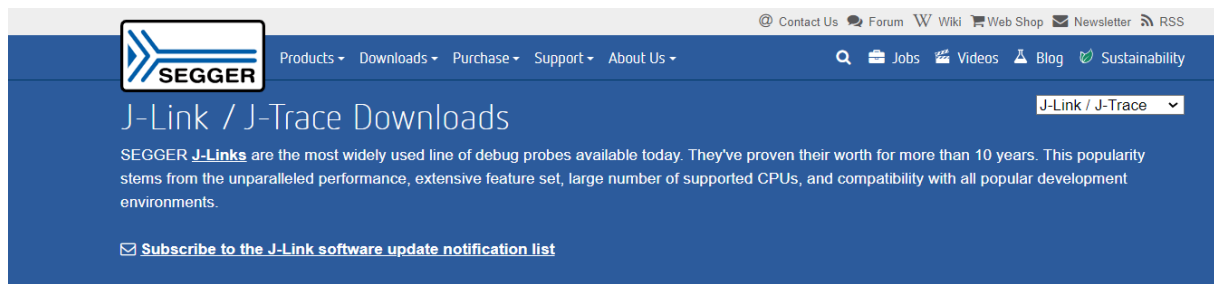 Contact Us Forum Wiki Web Shop Newsletter RSS
SEGGER
Products Downloads Purchase Support About Us Jobs Videos Blog Sustainability
J-Link / J-Trace Downloads
J-Link / J-Trace
SEGGER J-Links are the most widely used line of debug probes available today. They've proven their worth for more than 10 years. This popularity
stems from the unparalleled performance, extensive feature set, large number of supported CPUs, and compatibility with all popular development
environments.
Subscribe to the J-Link software update notification list